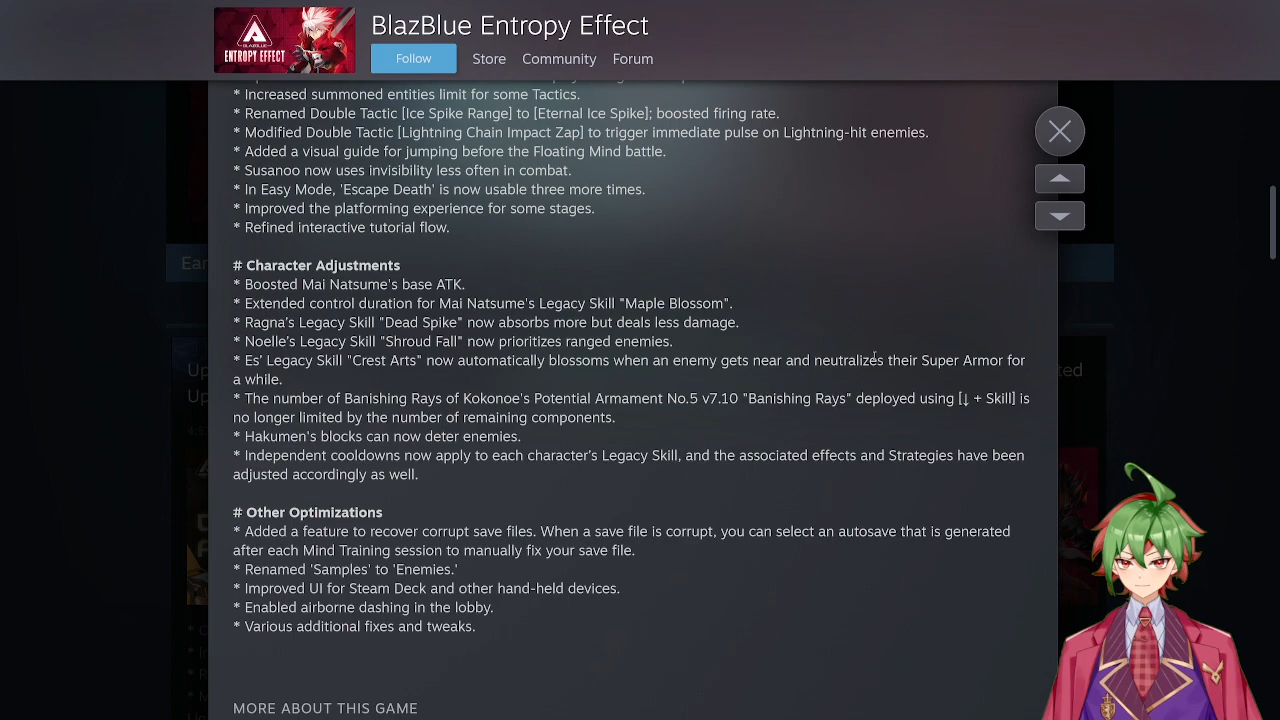 BlazBlue Entropy Effect
A
BLAZBLUE
ENTROPY EFFECT
Follow
Store
Community
Forum
* Increased summoned entities limit for some Tactics.
* Renamed Double Tactic [Ice Spike Range] to [Eternal Ice Spike]; boosted firing rate.
* Modified Double Tactic [Lightning Chain Impact Zap] to trigger immediate pulse on Lightning-hit enemies.
* Added a visual guide for jumping before the Floating Mind battle.
* Susanoo now uses invisibility less often in combat.
* In Easy Mode, 'Escape Death' is now usable three more times.
* Improved the platforming experience for some stages.
* Refined interactive tutorial flow.
# Character Adjustments
* Boosted Mai Natsume's base ATK.
* Extended control duration for Mai Natsume's Legacy Skill "Maple Blossom".
* Ragna's Legacy Skill "Dead Spike" now absorbs more but deals less damage.
* Noelle's Legacy Skill "Shroud Fall" now prioritizes ranged enemies.
* Es' Legacy Skill "Crest Arts" now automatically blossoms when an enemy gets near and neutralizes their Super Armor for
a while.
* The number of Banishing Rays of Kokonoe's Potential Armament No.5 v7.10 "Banishing Rays" deployed using [↓ + Skill] is
no longer limited by the number of remaining components.
* Hakumen's blocks can now deter enemies.
* Independent cooldowns now apply to each character's Legacy Skill, and the associated effects and Strategies have been
adjusted accordingly as well.
# Other Optimizations
* Added a feature to recover corrupt save files. When a save file is corrupt, you can select an autosave that is generated
after each Mind Training session to manually fix your save file.
* Renamed 'Samples' to 'Enemies.'
* Improved UI for Steam Deck and other hand-held devices.
* Enabled airborne dashing in the lobby.
* Various additional fixes and tweaks.
MORE ABOUT THIS GAME